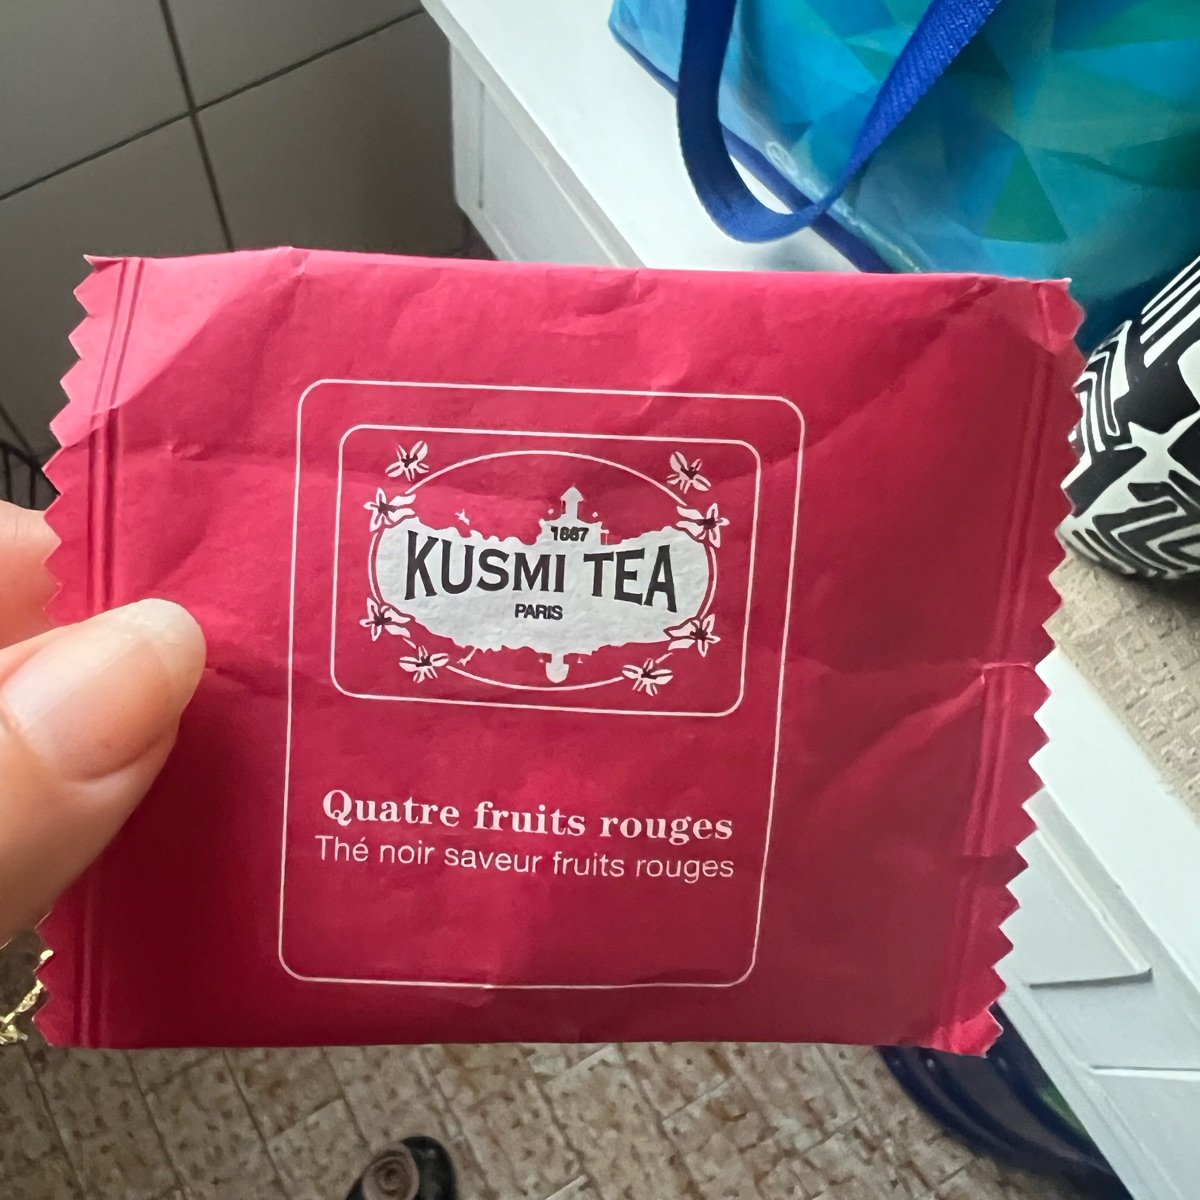 1867
KUSMI TEA
PARIS
Quatre fruits rouges
Thé noir saveur fruits rouges